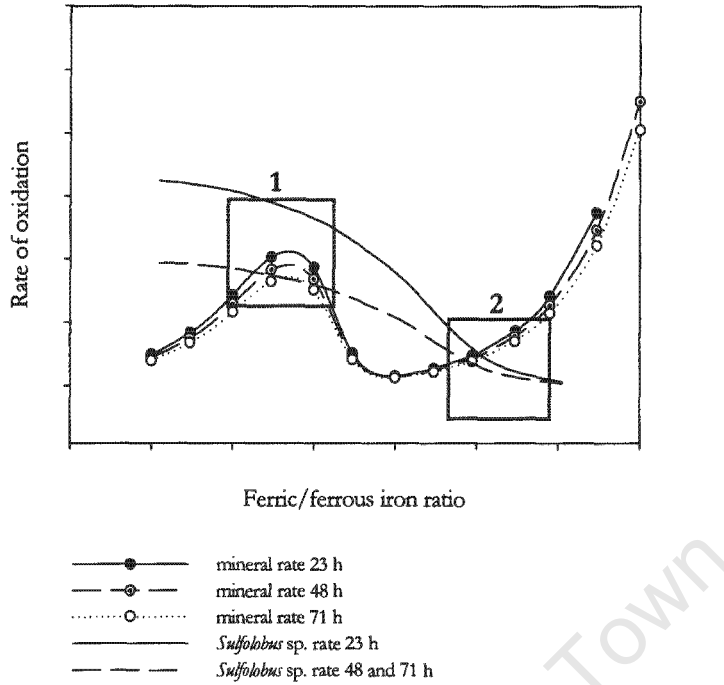 1
2
Rate of oxidation
Ferric/ferrous iron ratio
mineral rate 23 h
mineral rate 48 h
mineral rate 71 h
Sulfolobus sp. rate 23 h
Sulfolobus sp. rate 48 and 71 h
Town